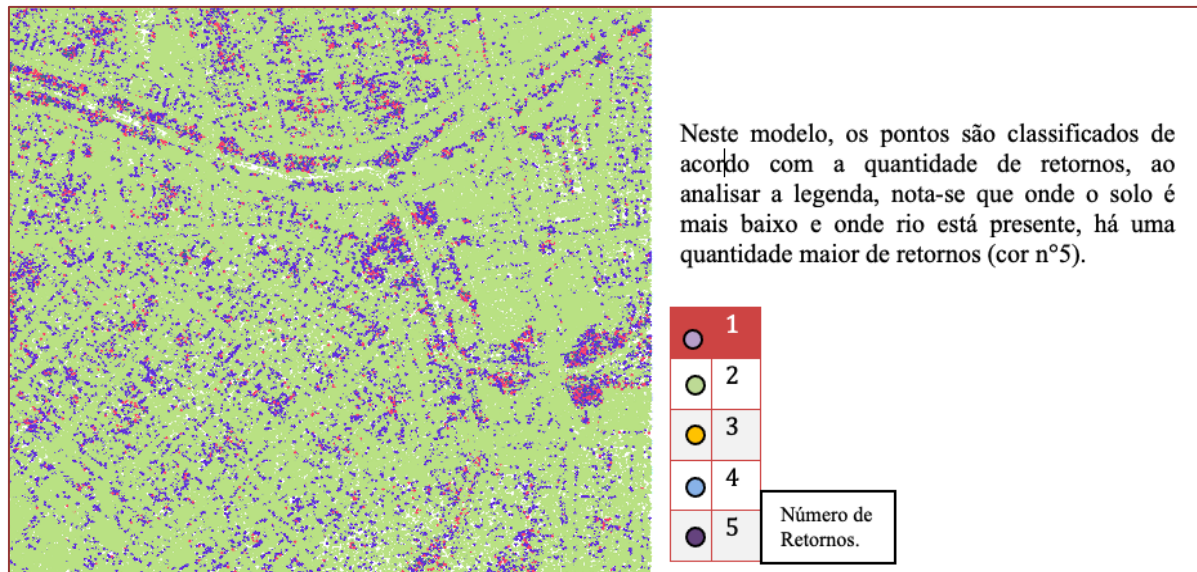 Neste modelo, os pontos são classificados de
acordo com a quantidade de retornos, ao
analisar a legenda, nota-se que onde o solo é
mais baixo e onde rio está presente, há uma
quantidade maior de retornos (cor n°5).
1
2
3
4
5
Número de
Retornos.